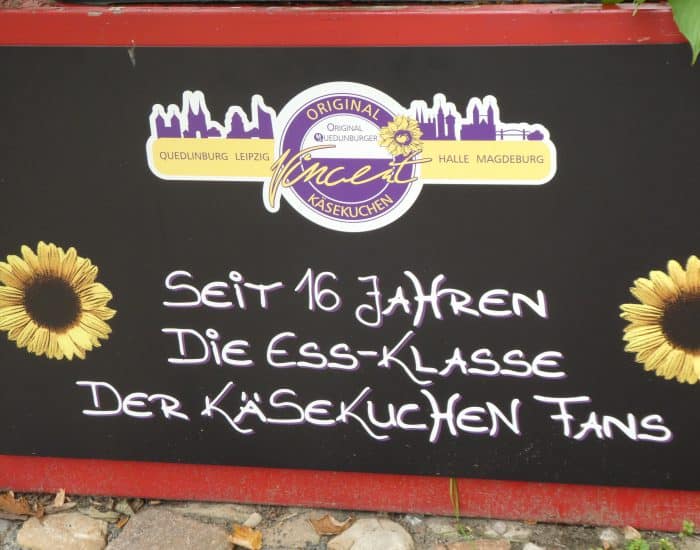 ORIGINAL
ORIGINAL
QUEDLINBURGER
QUEDLINBURG LEIPZIG
HALLE MAGDEBURG
Vincent
KÄSEKUCHEN
SEIT 16 JAHREN
DIE ESS-KLASSE
DER KÄSEKUCHEN FANS